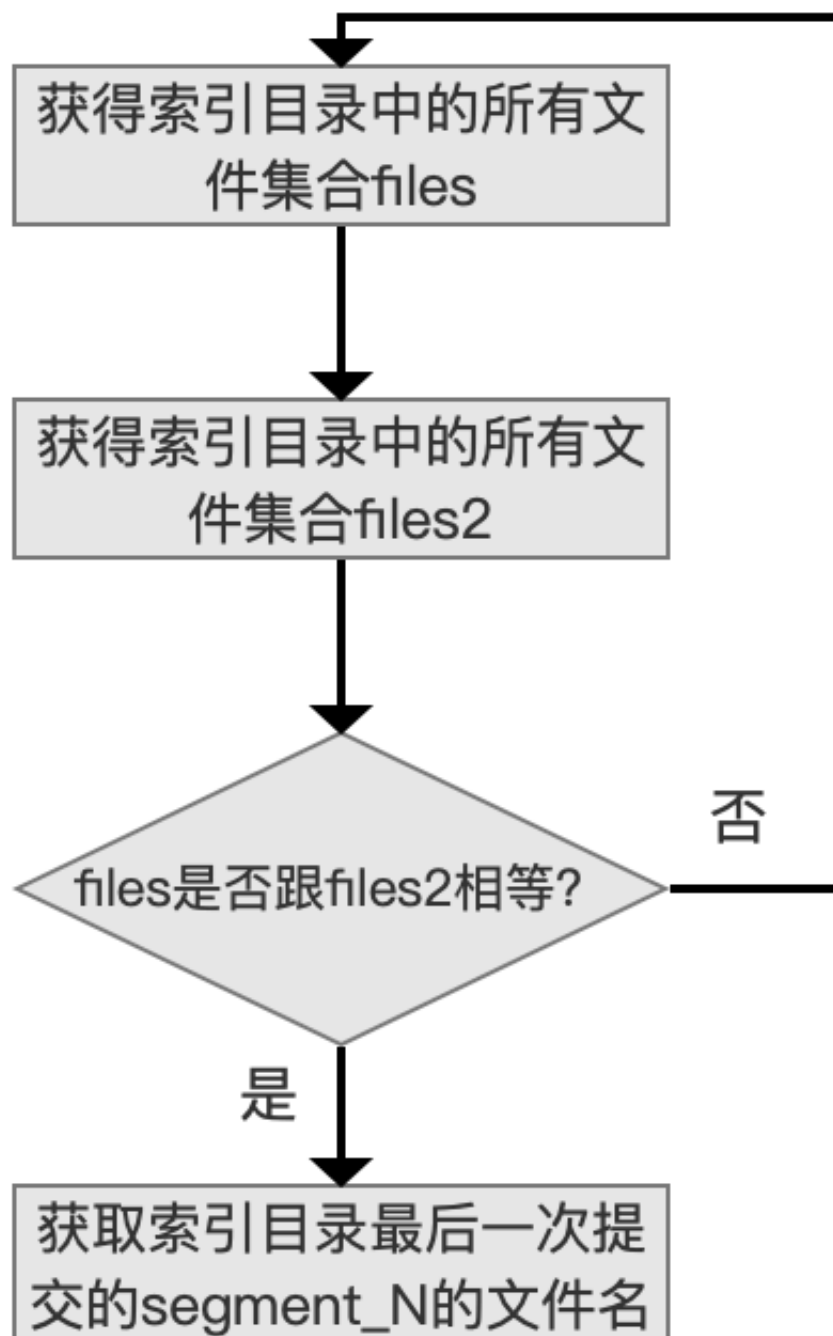 获得索引目录中的所有文
件集合files
获得索引目录中的所有文
件集合files2
files是否跟files2相等?
否
是
获取索引目录最后一次提
交的segment_N的文件名